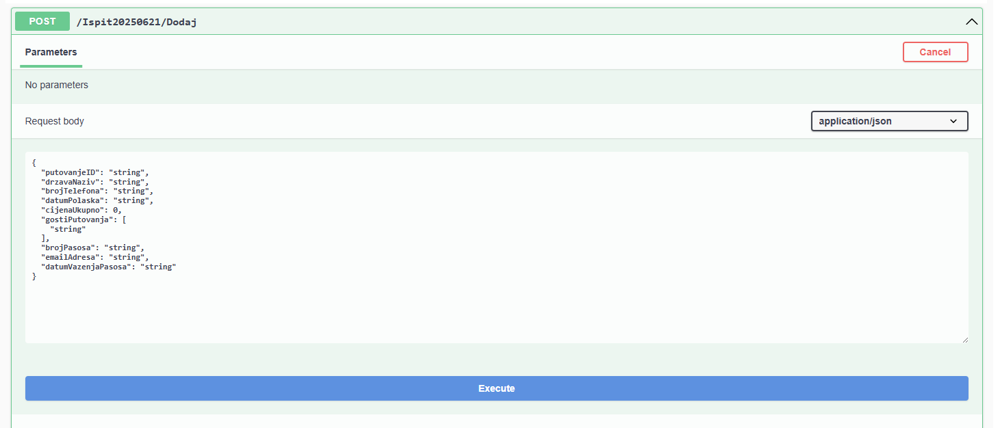 POST /Ispit20250621/Dodaj
Parameters
Cancel
No parameters
Request body
application/json
{
  "putovanjeID": "string",
  "drzavaNaziv": "string",
  "brojTelefona": "string",
  "datumPolaska": "string",
  "cijenaUkupno": 0,
  "gostiPutovanja": [
    "string"
  ],
  "brojPasosa": "string",
  "emailAdresa": "string",
  "datumVazenjaPasosa": "string"
}
Execute